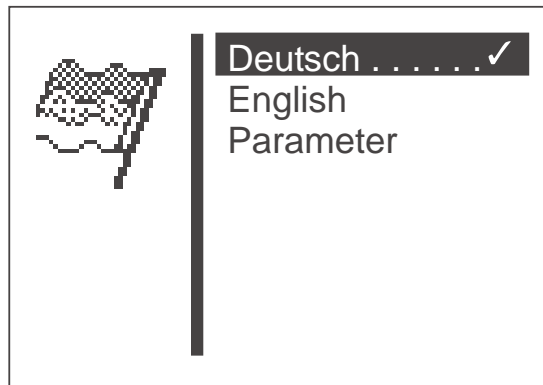 Deutsch . . . . . . ✓
English
Parameter